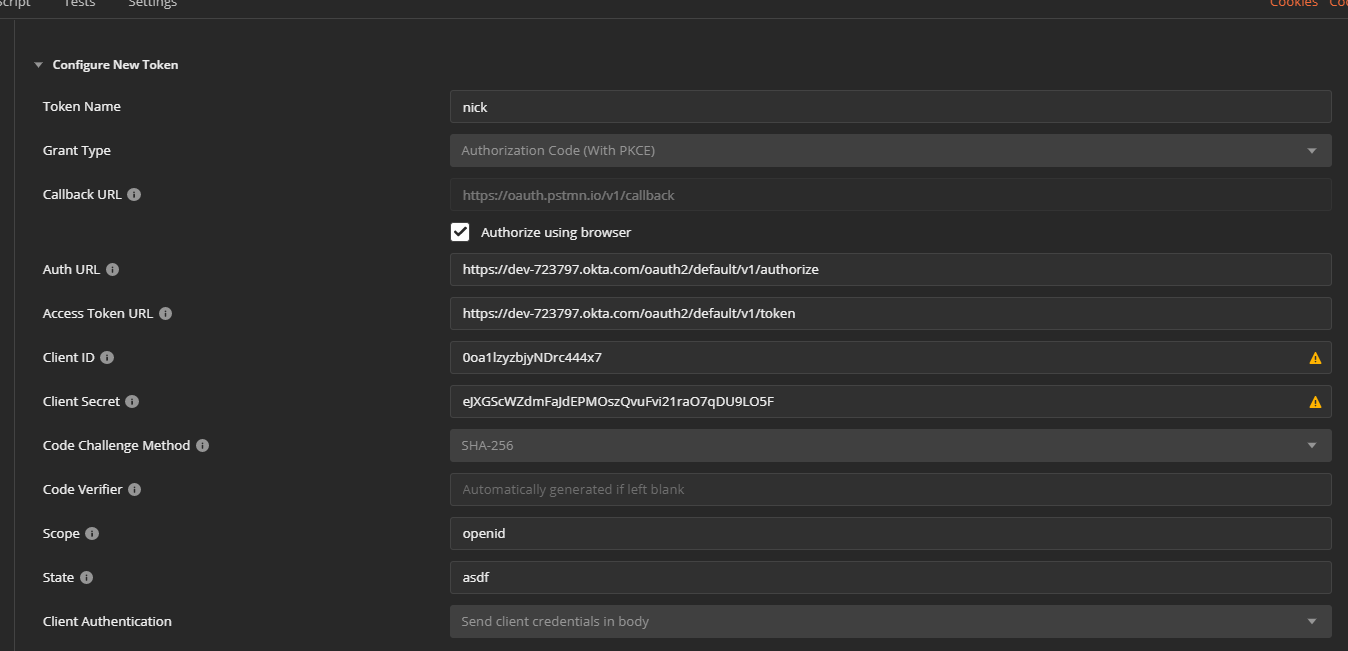 Script Tests Settings Cookies
Configure New Token
Token Name nick
Grant Type Authorization Code (With PKCE)
Callback URL https://oauth.pstmn.io/v1/callback
Authorize using browser
Auth URL https://dev-723797.okta.com/oauth2/default/v1/authorize
Access Token URL https://dev-723797.okta.com/oauth2/default/v1/token
Client ID 0oa1lzyzbjyNDrc444x7
Client Secret eJXGScWZdmFaJdEPMOszQvuFvi21raO7qDU9LO5F
Code Challenge Method SHA-256
Code Verifier Automatically generated if left blank
Scope openid
State asdf
Client Authentication Send client credentials in body